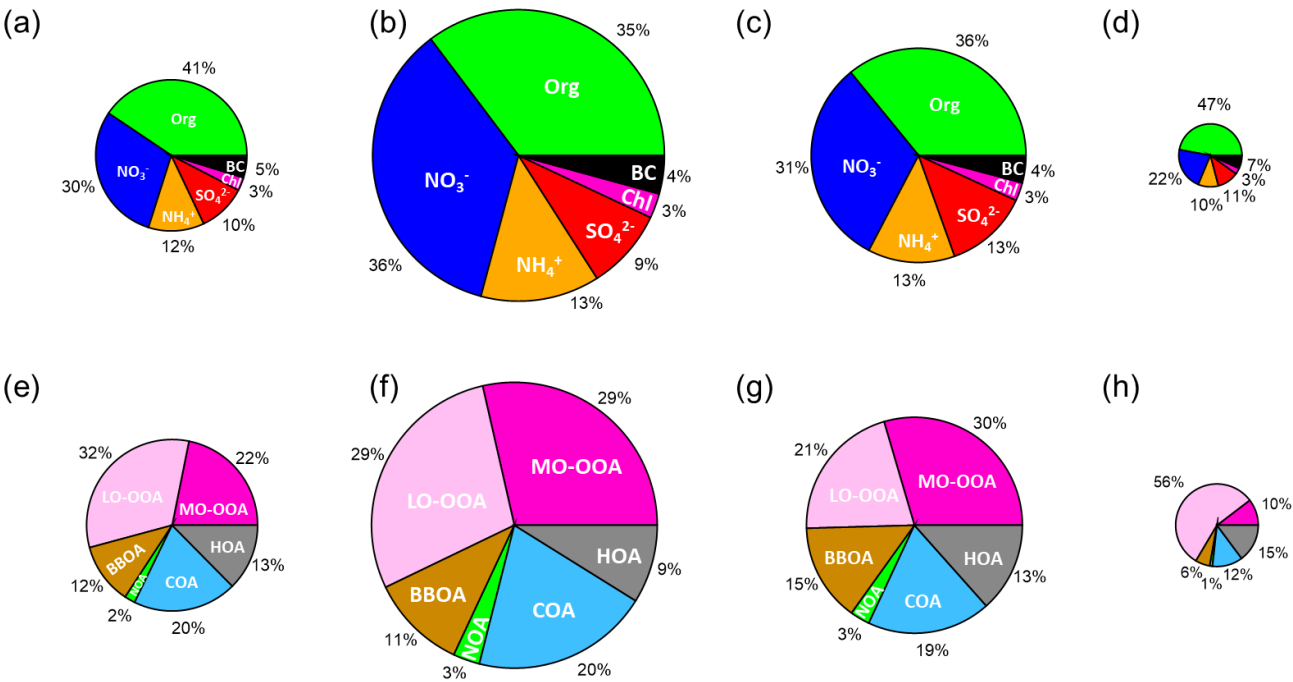 (a)
41%
Org
NO₃⁻
30%
NH₄⁺
12%
SO₄²⁻
10%
Chl
3%
BC
5%
(b)
35%
Org
NO₃⁻
36%
NH₄⁺
13%
SO₄²⁻
9%
Chl
3%
BC
4%
(c)
36%
Org
NO₃⁻
31%
NH₄⁺
13%
SO₄²⁻
13%
Chl
3%
BC
4%
(d)
47%
22%
10%
11%
3%
7%
(e)
32%
LO-OOA
22%
MO-OOA
BBOA
12%
NOA
2%
COA
20%
HOA
13%
(f)
29%
LO-OOA
29%
MO-OOA
BBOA
11%
NOA
3%
COA
20%
HOA
9%
(g)
21%
LO-OOA
30%
MO-OOA
BBOA
15%
NOA
3%
COA
19%
HOA
13%
(h)
56%
10%
6%
1%
12%
15%